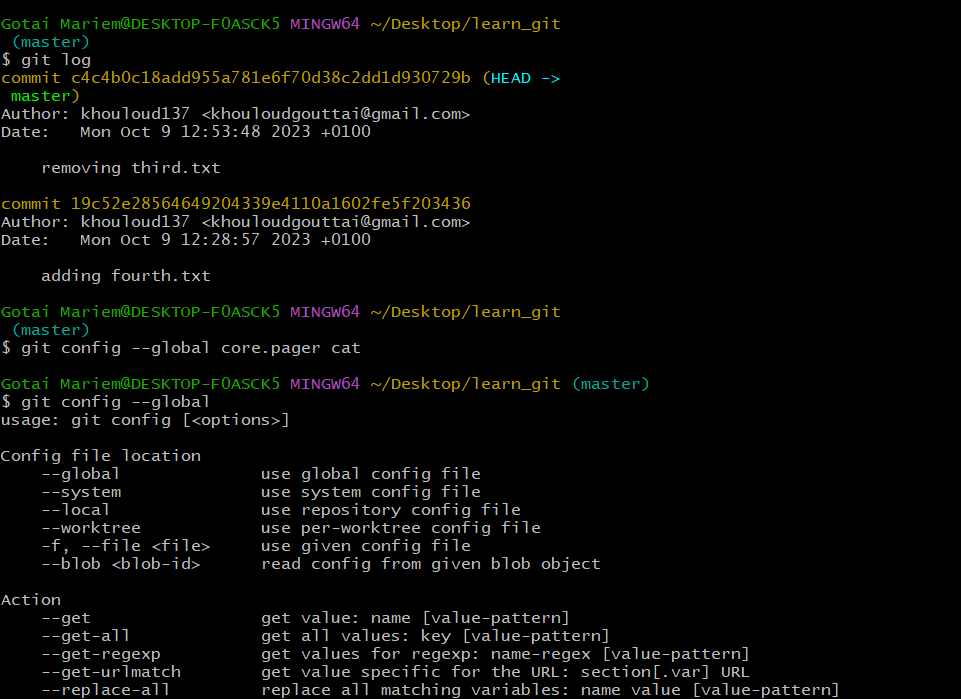 Gotai Mariem@DESKTOP-F0ASCK5 MINGW64 ~/Desktop/learn_git
(master)
$ git log
commit c4c4b0c18add955a781e6f70d38c2dd1d930729b (HEAD ->
master)
Author: khouloud137 <khouloudgouttai@gmail.com>
Date:   Mon Oct 9 12:53:48 2023 +0100
    removing third.txt
commit 19c52e28564649204339e4110a1602fe5f203436
Author: khouloud137 <khouloudgouttai@gmail.com>
Date:   Mon Oct 9 12:28:57 2023 +0100
    adding fourth.txt
Gotai Mariem@DESKTOP-F0ASCK5 MINGW64 ~/Desktop/learn_git
(master)
$ git config --global core.pager cat
Gotai Mariem@DESKTOP-F0ASCK5 MINGW64 ~/Desktop/learn_git (master)
$ git config --global
usage: git config [<options>]
Config file location
    --global              use global config file
    --system              use system config file
    --local               use repository config file
    --worktree            use per-worktree config file
    -f, --file <file>     use given config file
    --blob <blob-id>      read config from given blob object
Action
    --get                 get value: name [value-pattern]
    --get-all             get all values: key [value-pattern]
    --get-regexp          get values for regexp: name-regex [value-pattern]
    --get-urlmatch        get value specific for the URL: section[.var] URL
    --replace-all         replace all matching variables: name value [value-pattern]